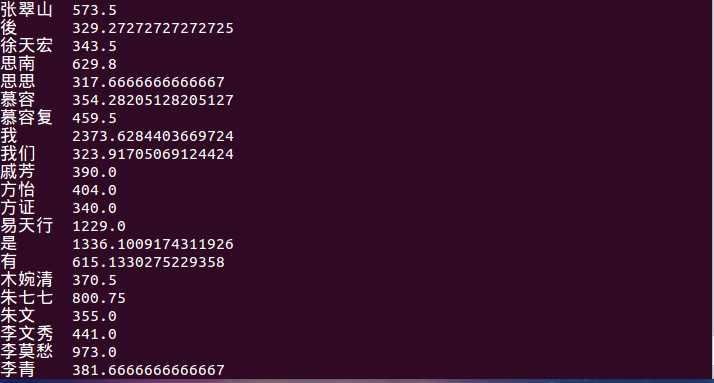 张翠山 573.5
後 329.27272727272725
徐天宏 343.5
思南 629.8
思思 317.6666666666667
慕容 354.28205128205127
慕容复 459.5
我 2373.6284403669724
我们 323.91705069124424
戚芳 390.0
方怡 404.0
方证 340.0
易天行 1229.0
是 1336.1009174311926
有 615.1330275229358
木婉清 370.5
朱七七 800.75
朱文 355.0
李文秀 441.0
李莫愁 973.0
李青 381.6666666666667